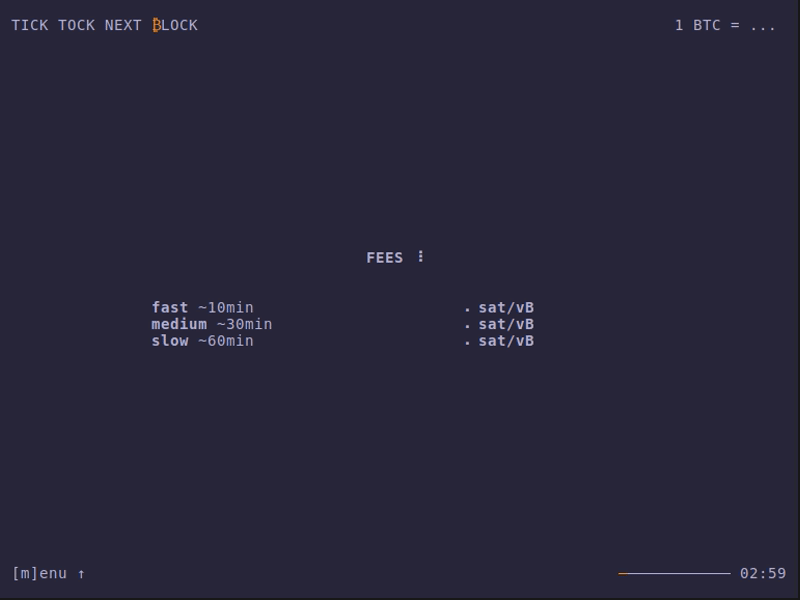 TICK TOCK NEXT ₿LOCK
1 BTC = ...
FEES ⋮
fast ~10min . sat/vB
medium ~30min . sat/vB
slow ~60min . sat/vB
[m]enu ↑
02:59